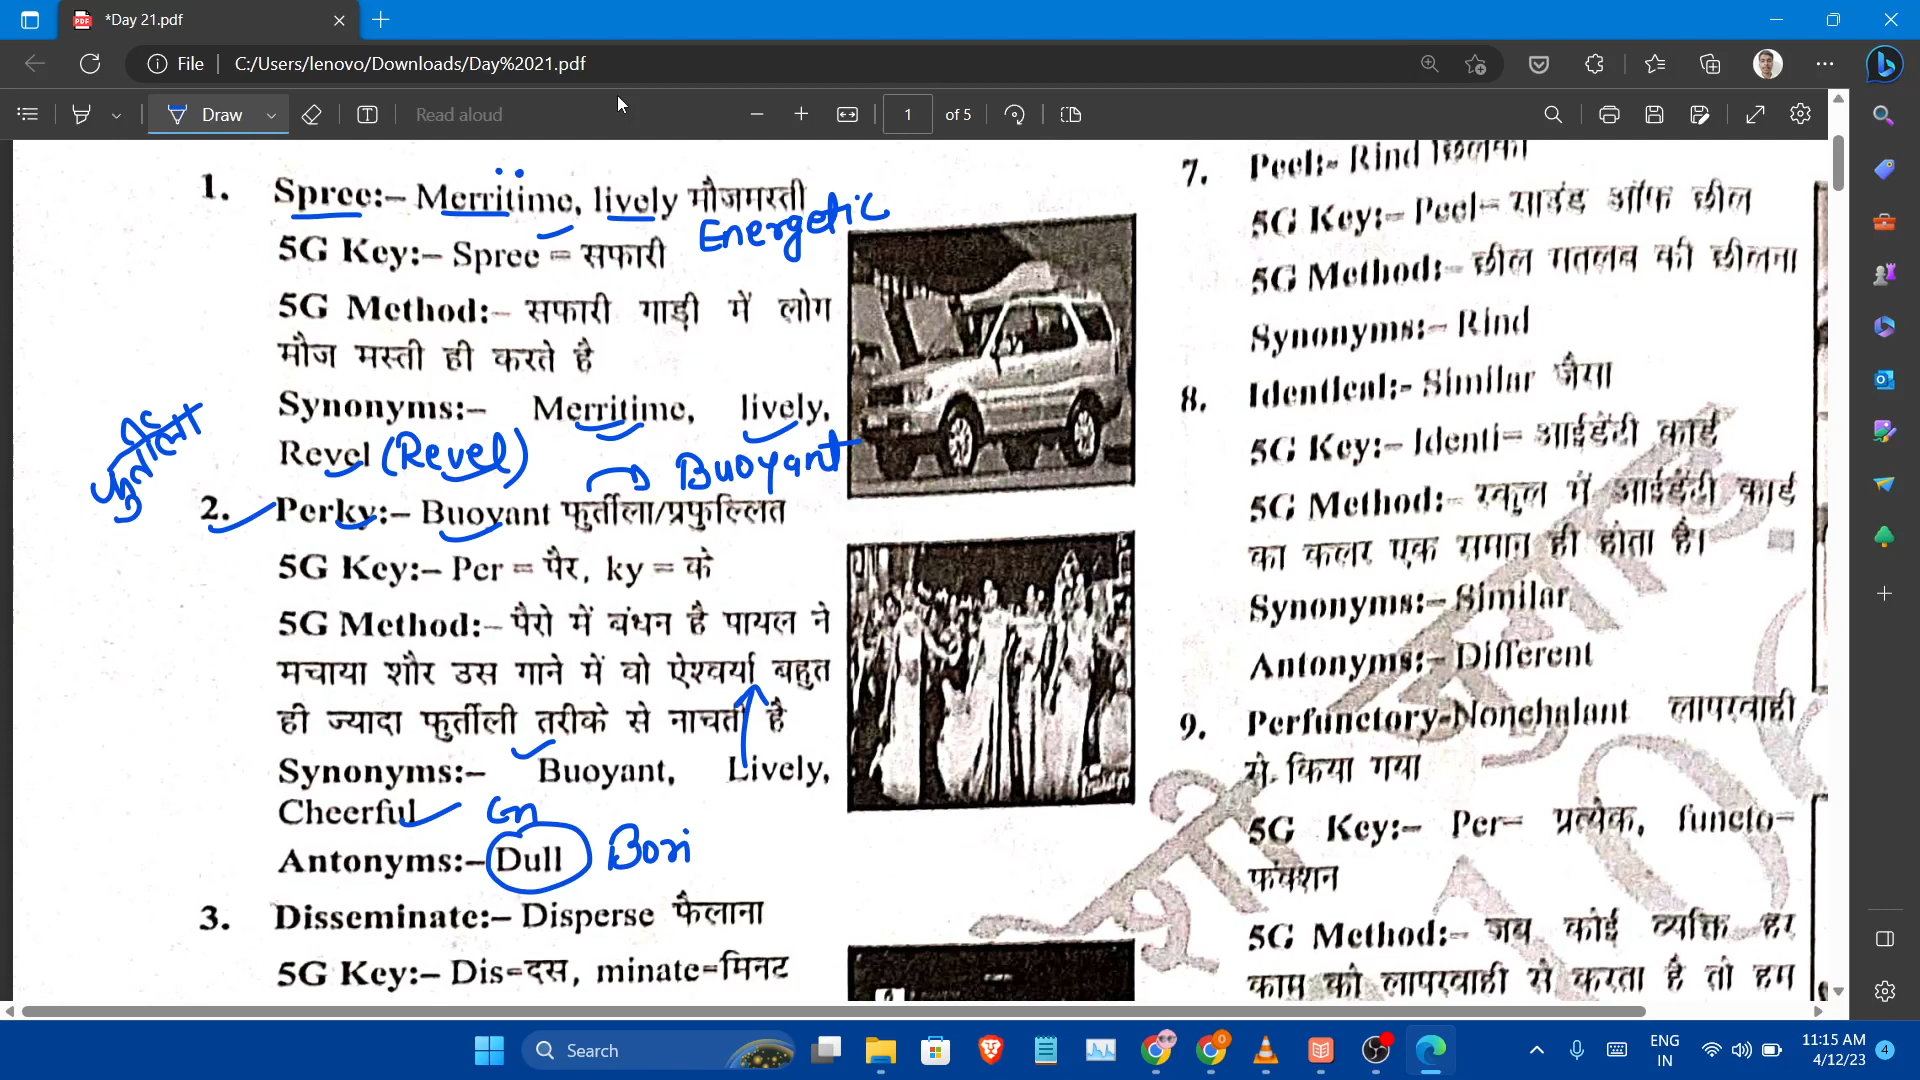 *Day 21.pdf
File
C:/Users/lenovo/Downloads/Day%2021.pdf
Draw
Read aloud
1
of 5
1. Spree:– Merritime, lively मौजमस्ती
Energetic
5G Key:– Spree = सफारी
5G Method:– सफारी गाड़ी में लोग
मौज मस्ती ही करते है
Synonyms:– Merritime, lively,
Revel (Revel)
Buoyant
फुर्तीला
2. Perky:– Buoyant फुर्तीला/प्रफुल्लित
5G Key:– Per = पैर, ky = के
5G Method:– पैरो में बंधन है पायल ने
मचाया शौर उस गाने में वो ऐश्वर्या बहुत
ही ज्यादा फुर्तीली तरीके से नाचती है
Synonyms:– Buoyant, Lively,
Cheerful
Antonyms:– Dull
3. Disseminate:– Disperse फैलाना
5G Key:– Dis=दस, minate=मिनट
7. Peel:- Rind छिलका
5G Key:– Peel= साउंड ऑफ छील
5G Method:- छील मतलब की छीलना
Synonyms:– Rind
8. Identical:- Similar जैसा
5G Key:– Identi= आईडेंटी कार्ड
5G Method:- स्कूल में आईडेंटी कार्ड
का कलर एक समान ही होता है।
Synonyms:– Similar
Antonyms:– Different
9. Perfunctory-Nonchalant लापरवाही
से किया गया
5G Key:– Per= प्रत्येक, functo=
फंक्शन
5G Method:- जब कोई व्यक्ति हर
काम को लापरवाही से करता है तो हम
Search
ENG
IN
11:15 AM
4/12/23
4